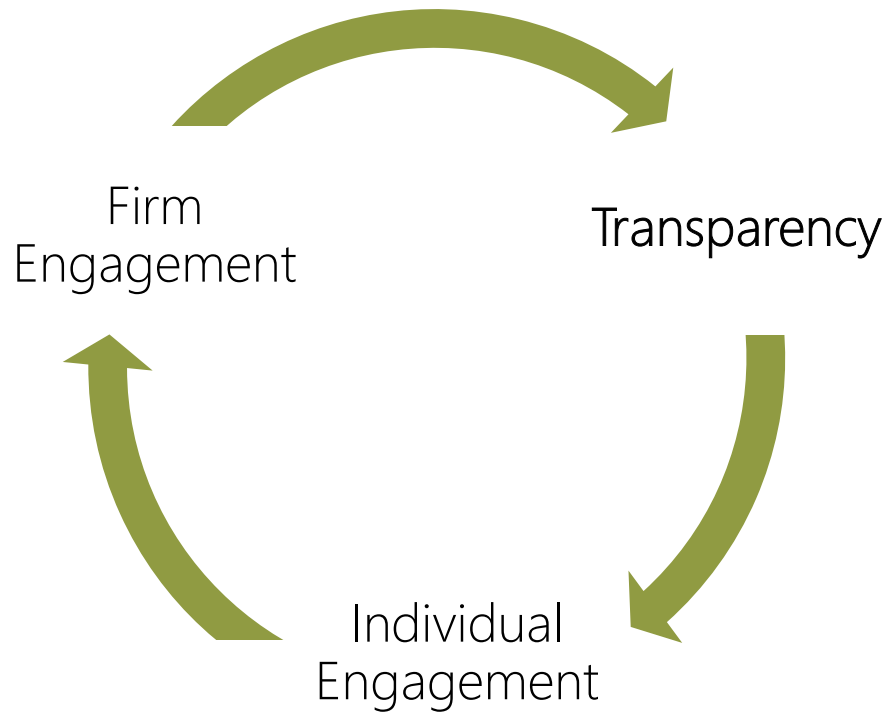 Firm
Engagement
Transparency
Individual
Engagement